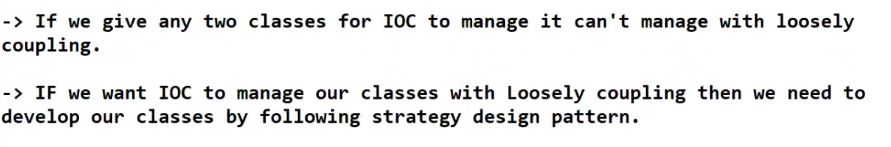 -> If we give any two classes for IOC to manage it can't manage with loosely
coupling.
-> IF we want IOC to manage our classes with Loosely coupling then we need to
develop our classes by following strategy design pattern.